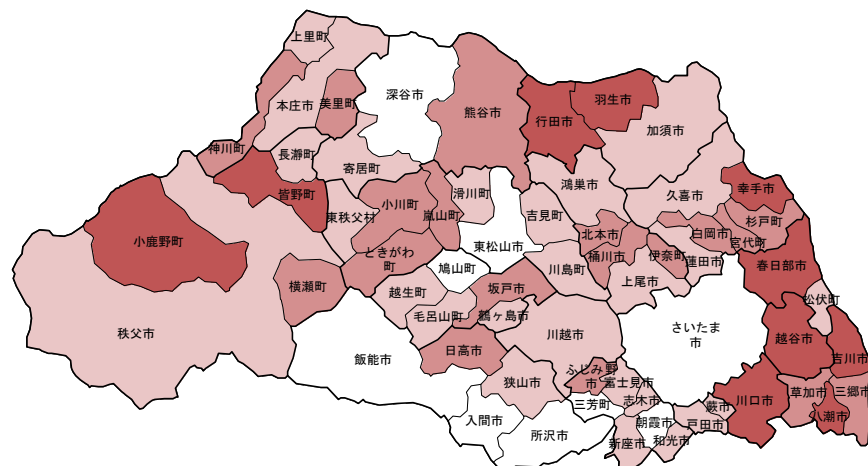 上里町
深谷市
本庄市
美里町
熊谷市
羽生市
行田市
加須市
神川町
長瀞町
寄居町
皆野町
滑川町
鴻巣市
久喜市
幸手市
小川町
嵐山町
吉見町
東秩父村
杉戸町
小鹿野町
北本市
白岡市
宮代町
ときがわ
町
東松山市
桶川市
伊奈町
蓮田市
春日部市
鳩山町
川島町
上尾市
横瀬町
越生町
坂戸市
松伏町
毛呂山町
鶴ヶ島市
秩父市
川越市
さいたま
市
越谷市
飯能市
日高市
吉川市
狭山市
ふじみ野
市
富士見市
川口市
草加市
三郷市
三芳町
志木市
蕨市
八潮市
入間市
所沢市
朝霞市
戸田市
新座市
和光市